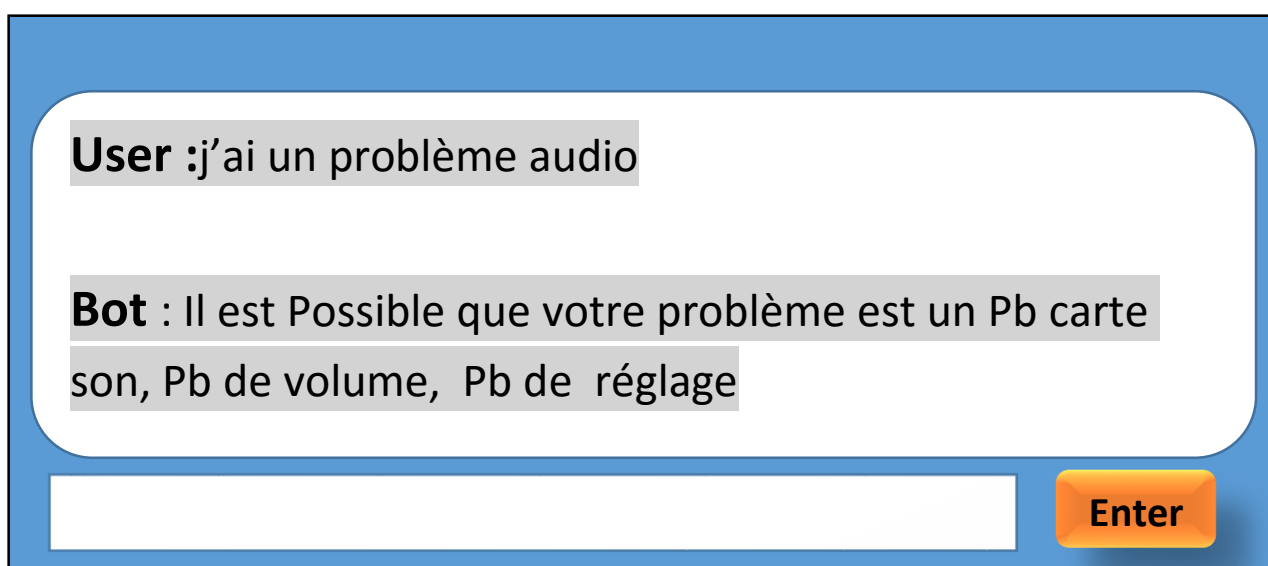 User :j’ai un problème audio
Bot : Il est Possible que votre problème est un Pb carte
son, Pb de volume, Pb de réglage
Enter